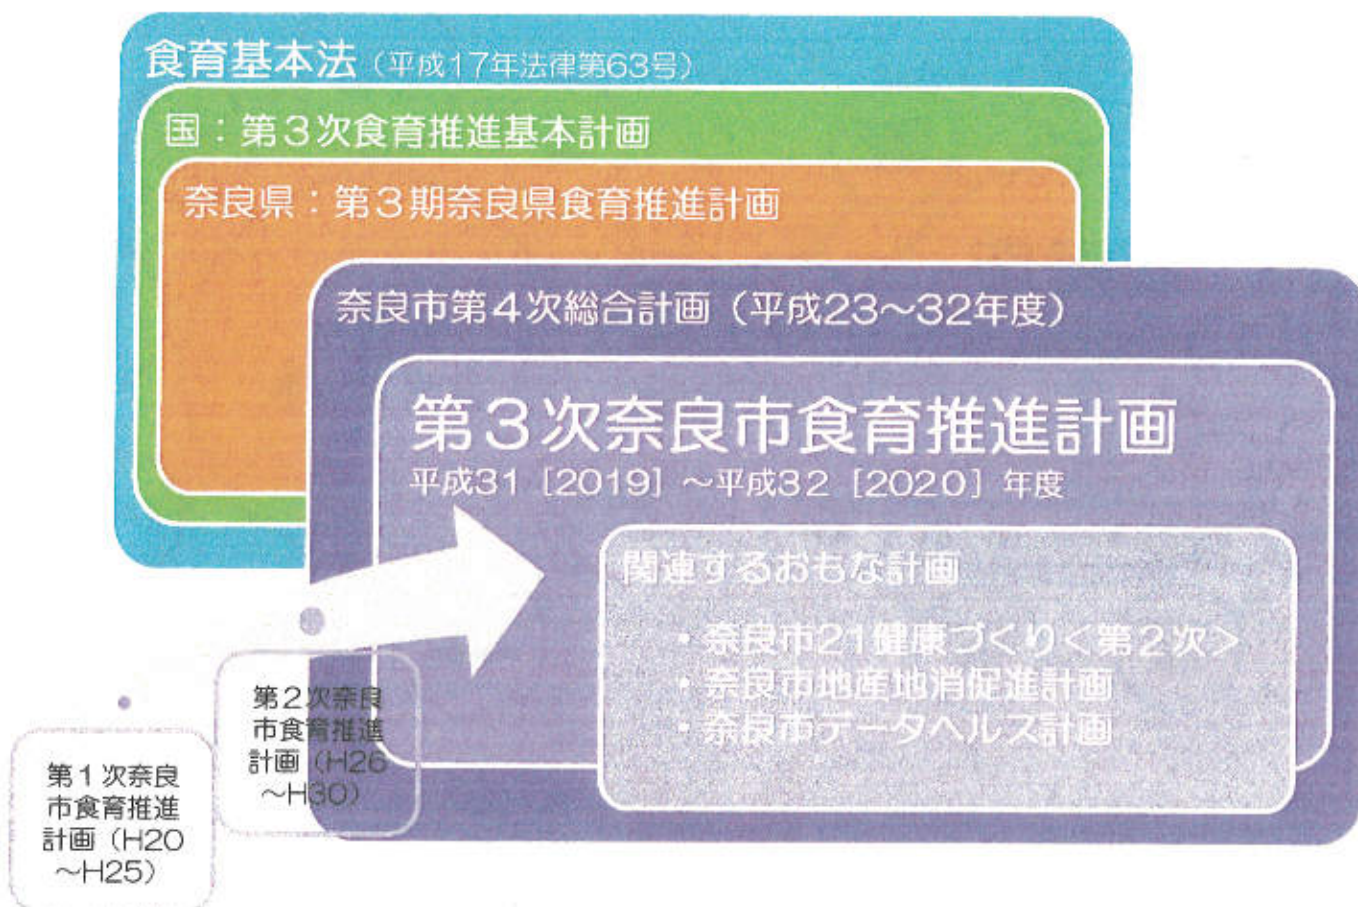 食育基本法（平成17年法律第63号）
国：第３次食育推進基本計画
奈良県：第３期奈良県食育推進計画
奈良市第４次総合計画（平成23～32年度）
第３次奈良市食育推進計画
平成31［2019］～平成32［2020］年度
関連するおもな計画
・奈良市21健康づくり＜第２次＞
・奈良市地産地消促進計画
・奈良市データヘルス計画
第２次奈良
市食育推進
計画（H26
～H30）
第１次奈良
市食育推進
計画（H20
～H25）